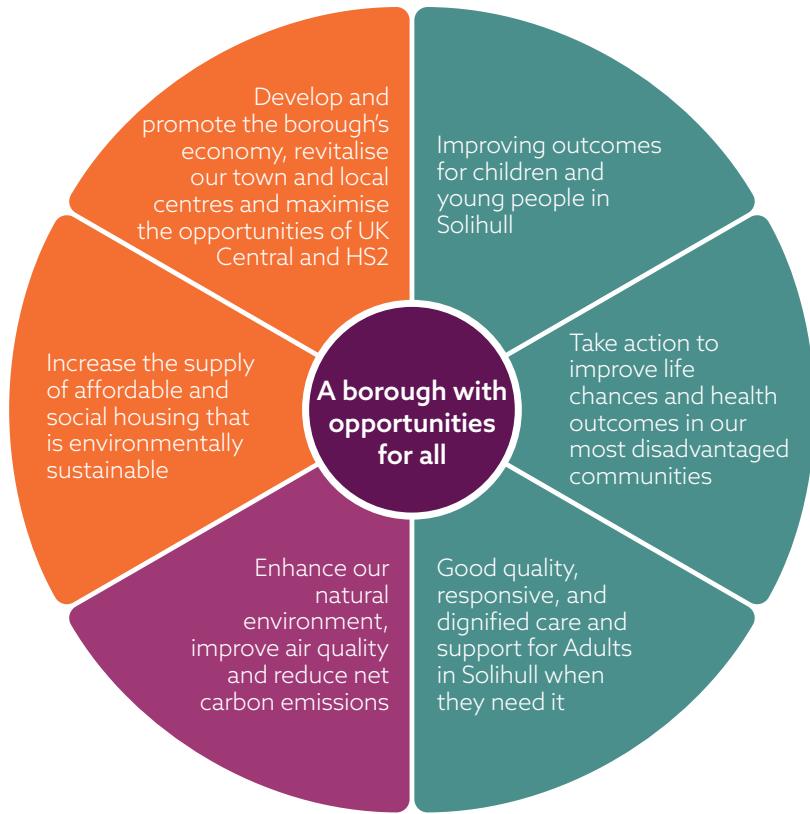 Develop and
promote the borough's
economy, revitalise
our town and local
centres and maximise
the opportunities of UK
Central and HS2
Improving outcomes
for children and
young people in
Solihull
Take action to
improve life
chances and health
outcomes in our
most disadvantaged
communities
Good quality,
responsive, and
dignified care and
support for Adults
in Solihull when
they need it
Enhance our
natural
environment,
improve air quality
and reduce net
carbon emissions
Increase the supply
of affordable and
social housing that
is environmentally
sustainable
A borough with
opportunities
for all